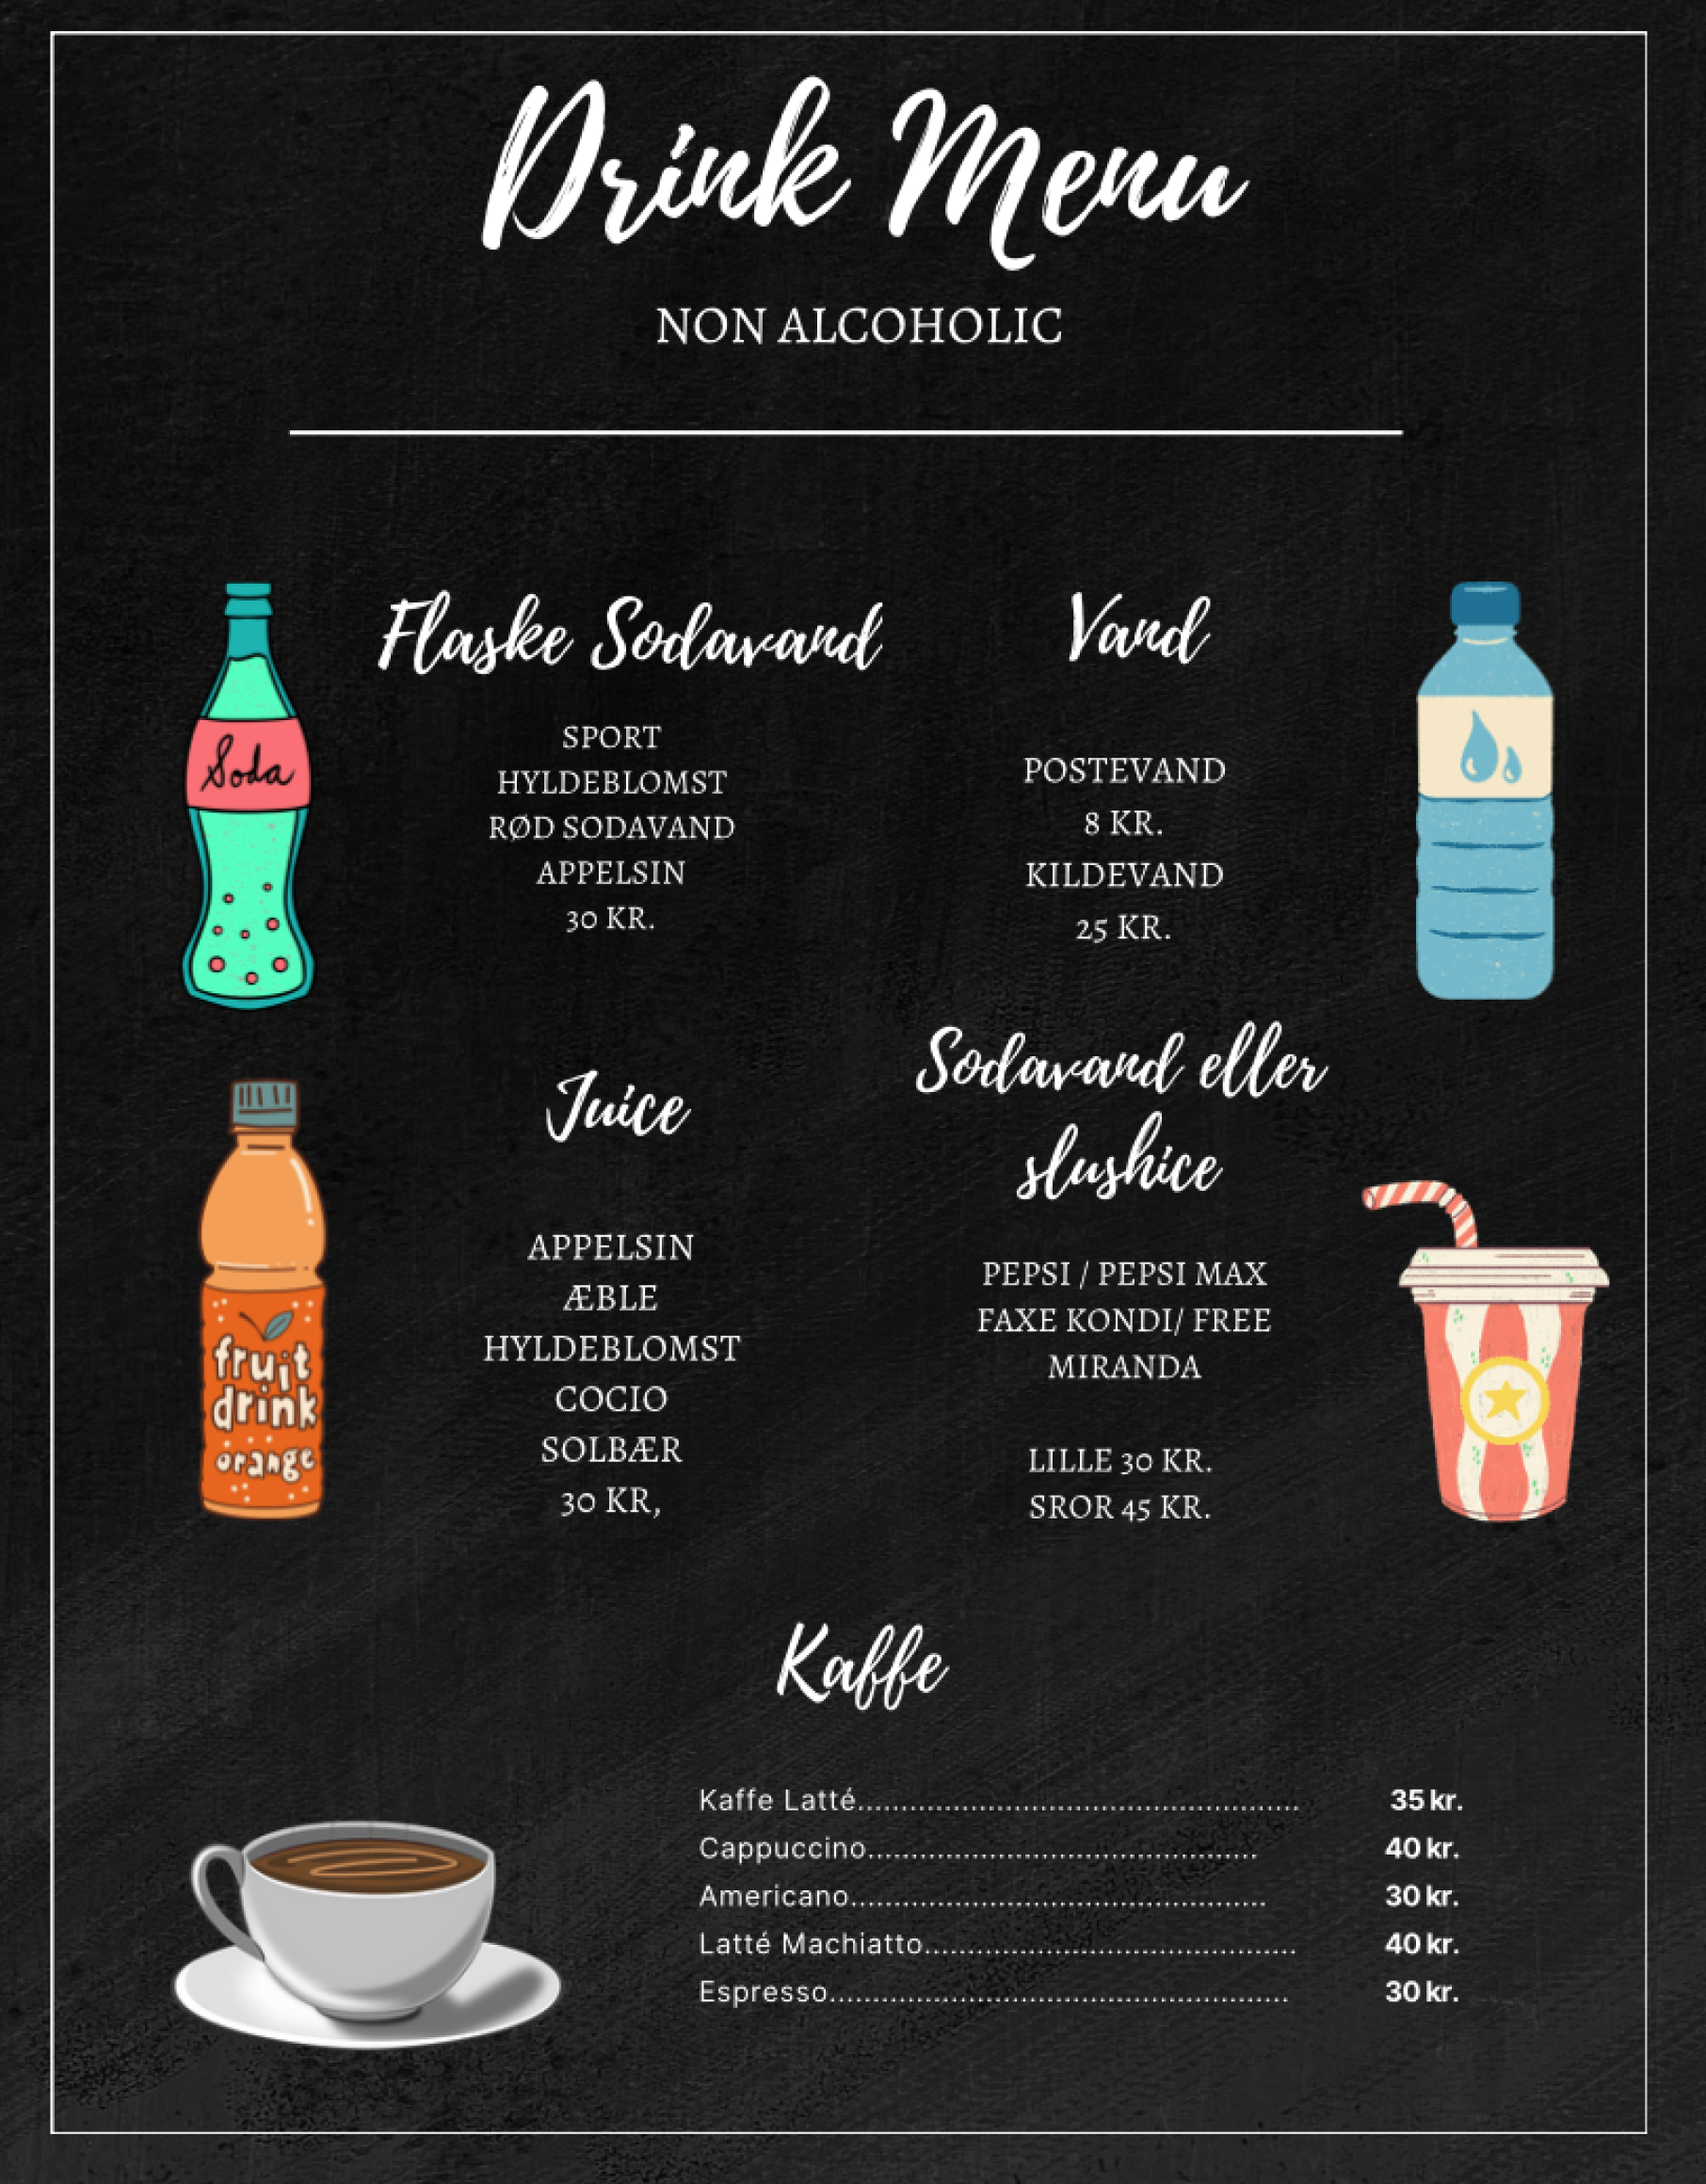 Drink Menu
NON ALCOHOLIC
Flaske Sodavand
SPORT
HYLDEBLOMST
RØD SODAVAND
APPELSIN
30 KR.
Soda
Vand
POSTEVAND
8 KR.
KILDEVAND
25 KR.
Juice
APPELSIN
ÆBLE
HYLDEBLOMST
COCIO
SOLBÆR
30 KR,
fruit
drink
orange
Sodavand eller
slushice
PEPSI / PEPSI MAX
FAXE KONDI/ FREE
MIRANDA
LILLE 30 KR.
SROR 45 KR.
Kaffe
Kaffe Latté.................................................. 35 kr.
Cappuccino............................................ 40 kr.
Americano............................................... 30 kr.
Latté Machiatto.......................................... 40 kr.
Espresso.................................................... 30 kr.